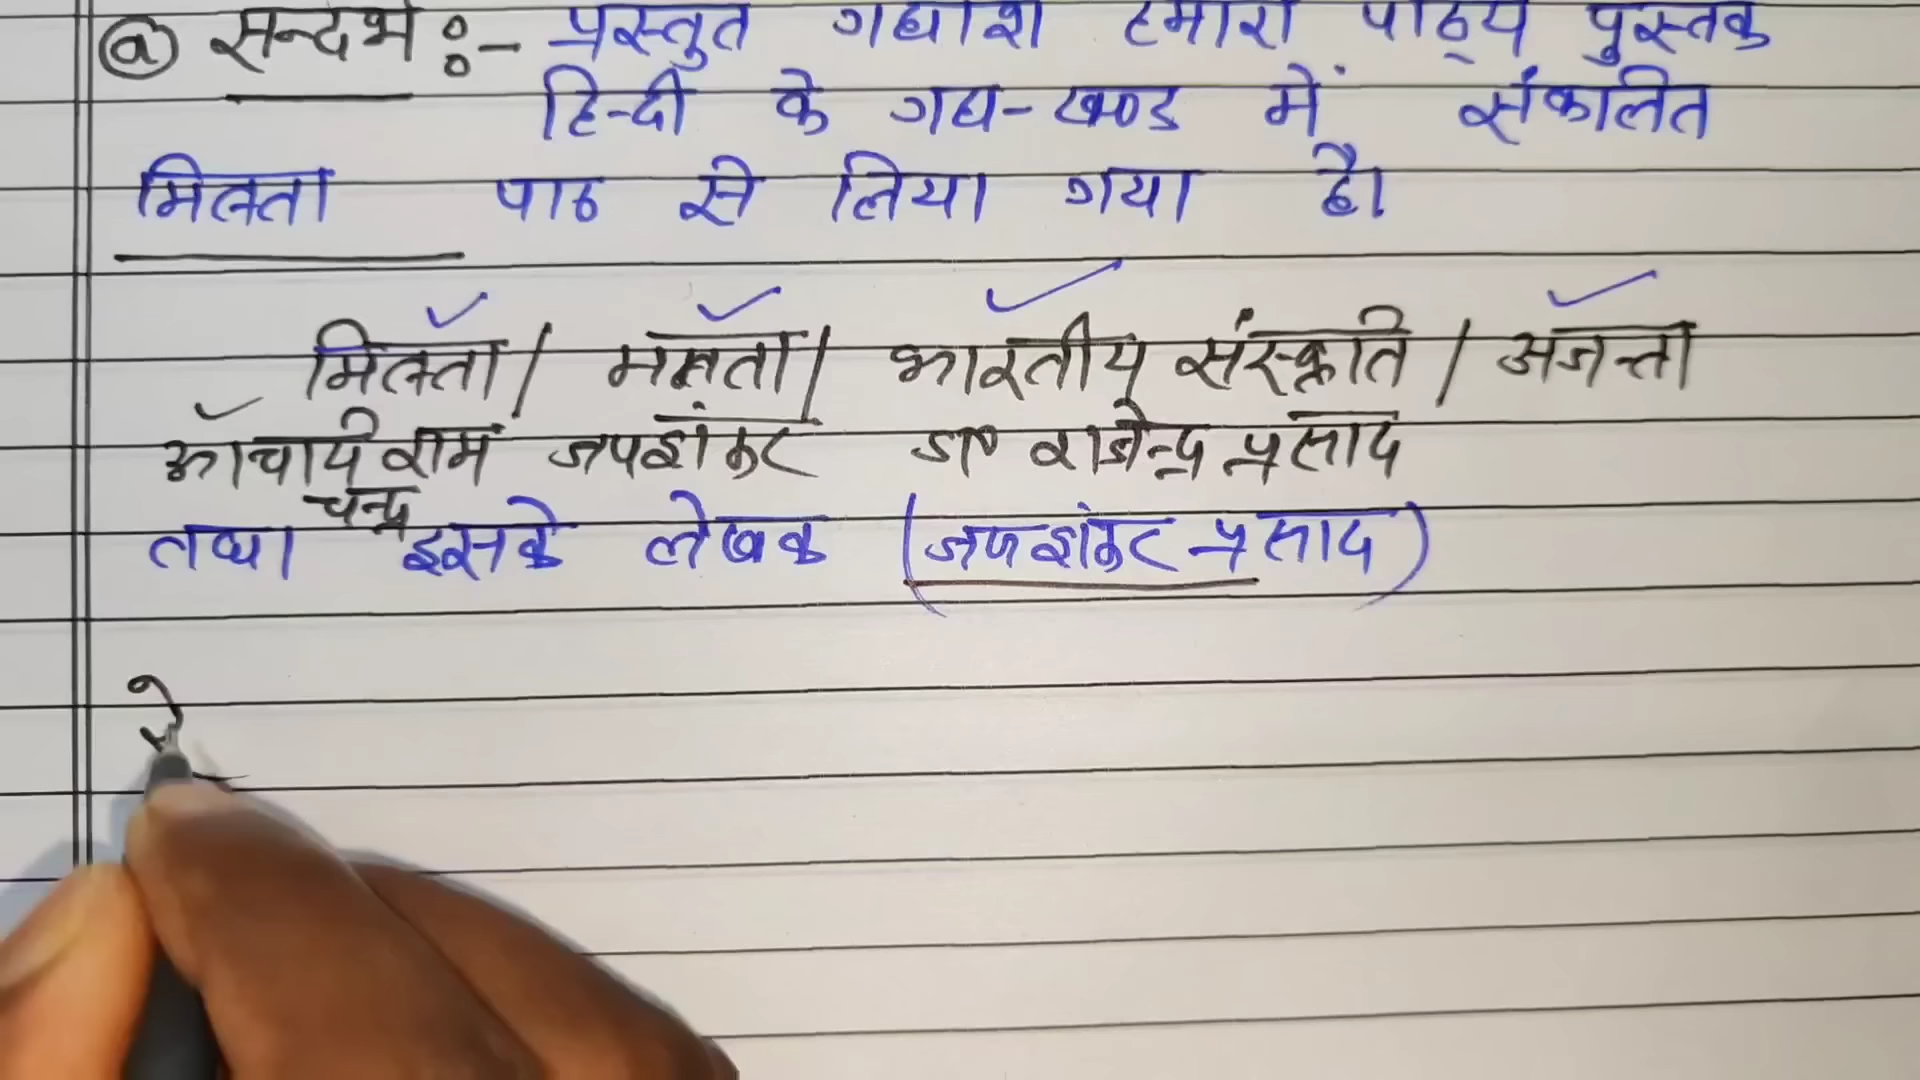 (a) सन्दर्भ :- प्रस्तुत गद्यांश हमारी पाठ्य पुस्तक
हिन्दी के गद्य-खण्ड में संकलित
मित्रता पाठ से लिया गया है।
मित्रता / ममता / भारतीय संस्कृति / अजन्ता
आचार्य राम जयशंकर डा० राजेन्द्र प्रसाद
चन्द्र
तथा इसके लेखक (जयशंकर प्रसाद)